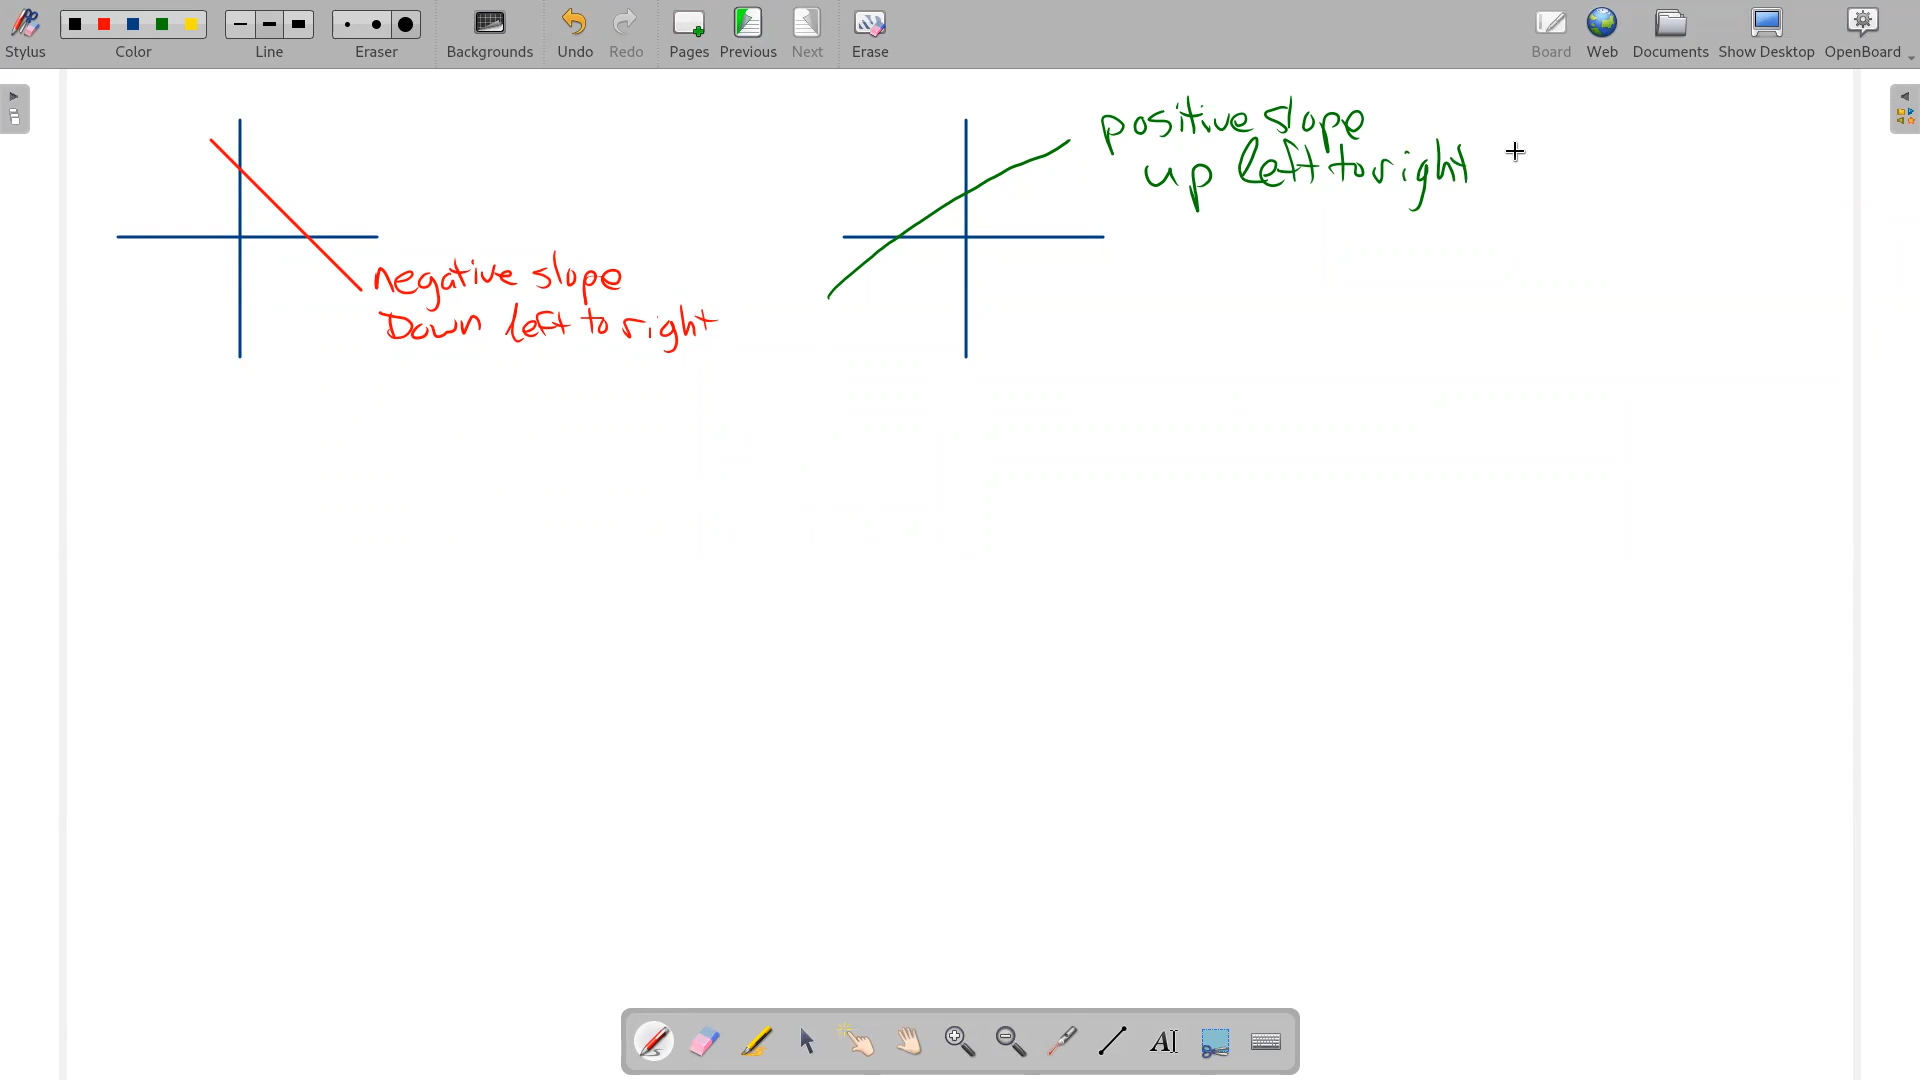 Stylus
Color
Line
Eraser
Backgrounds
Undo
Redo
Pages
Previous
Next
Erase
Board
Web
Documents
Show Desktop
OpenBoard
negative slope
Down left to right
positive slope
up left to right
AI